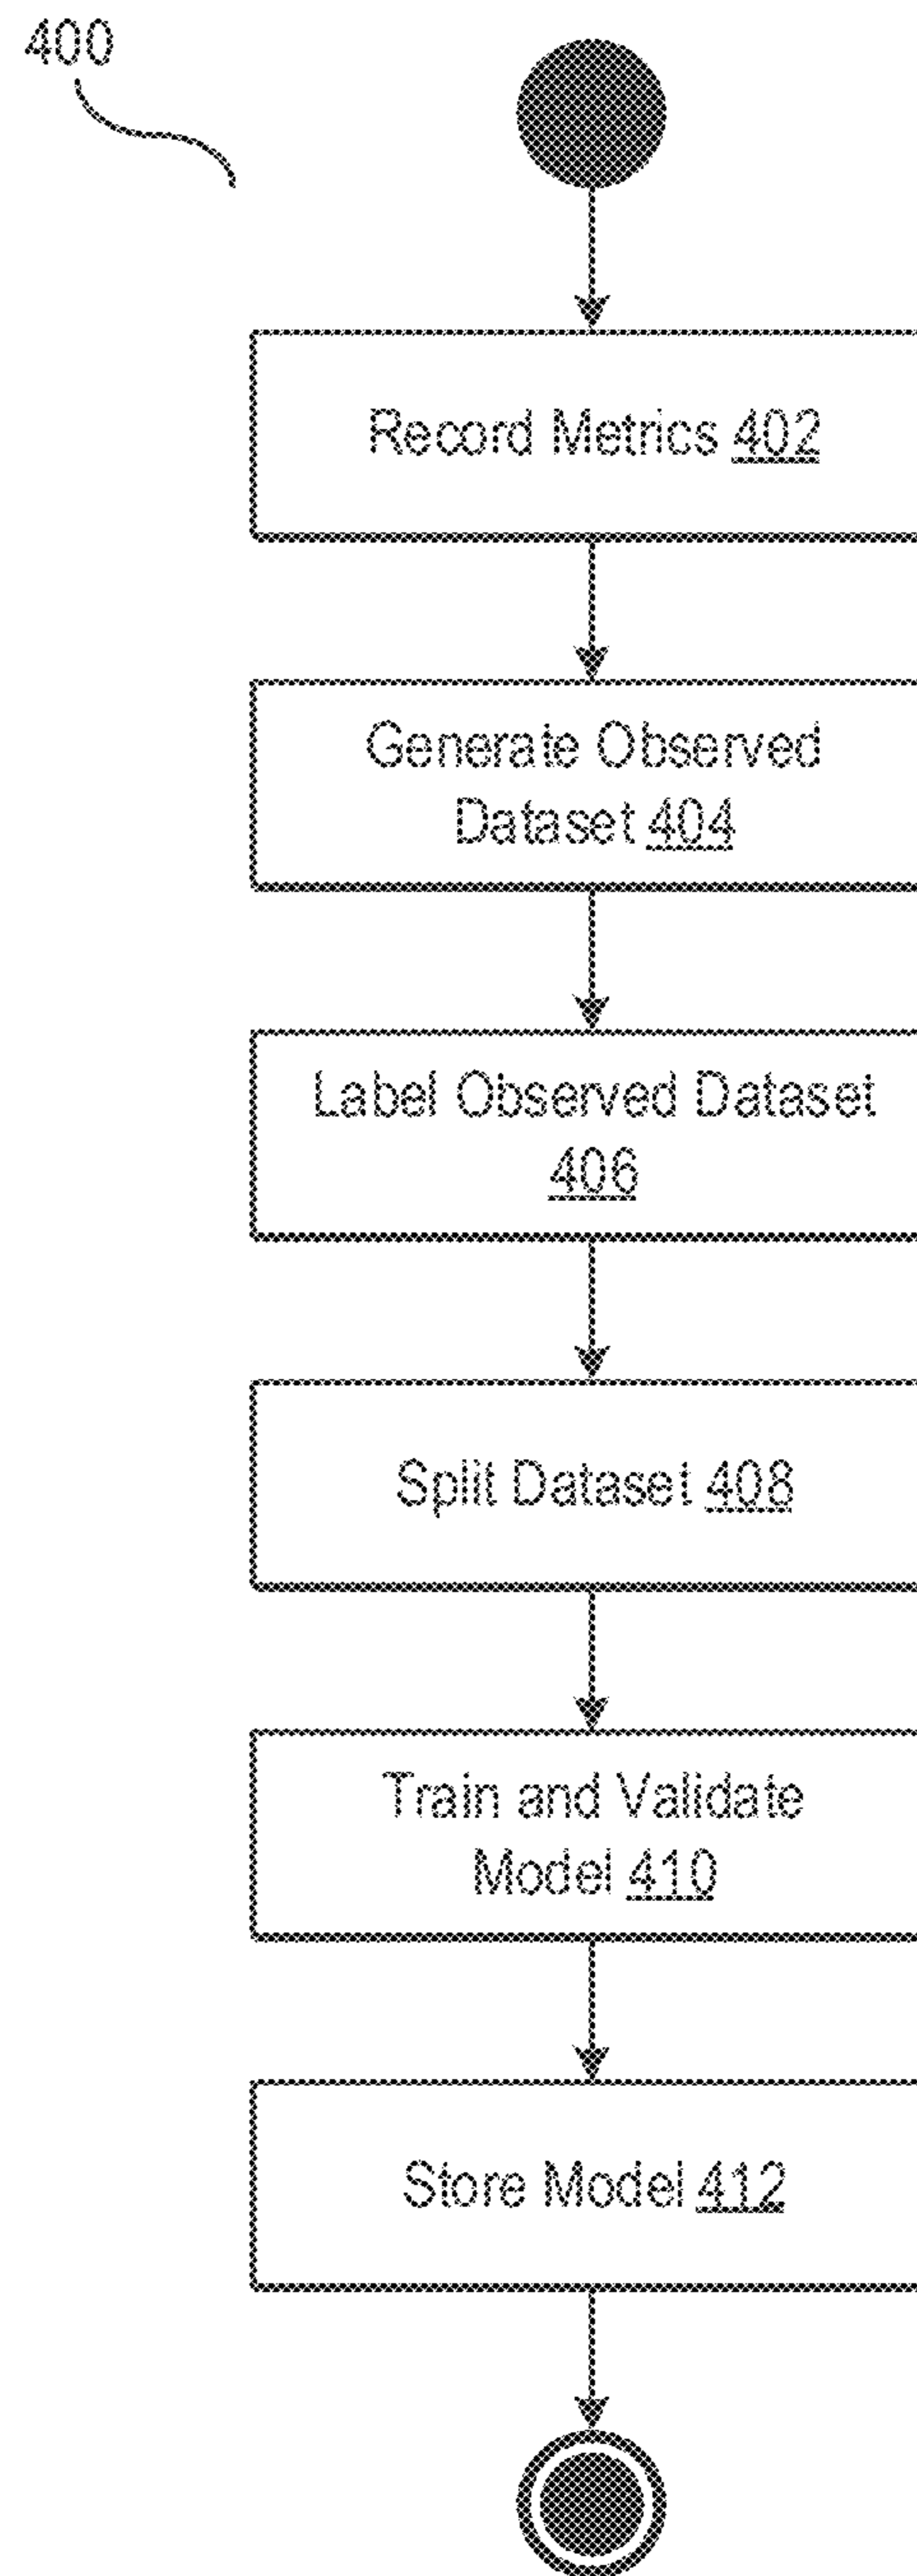 400
Record Metrics 402
Generate Observed
Dataset 404
Label Observed Dataset
406
Split Dataset 408
Train and Validate
Model 410
Store Model 412